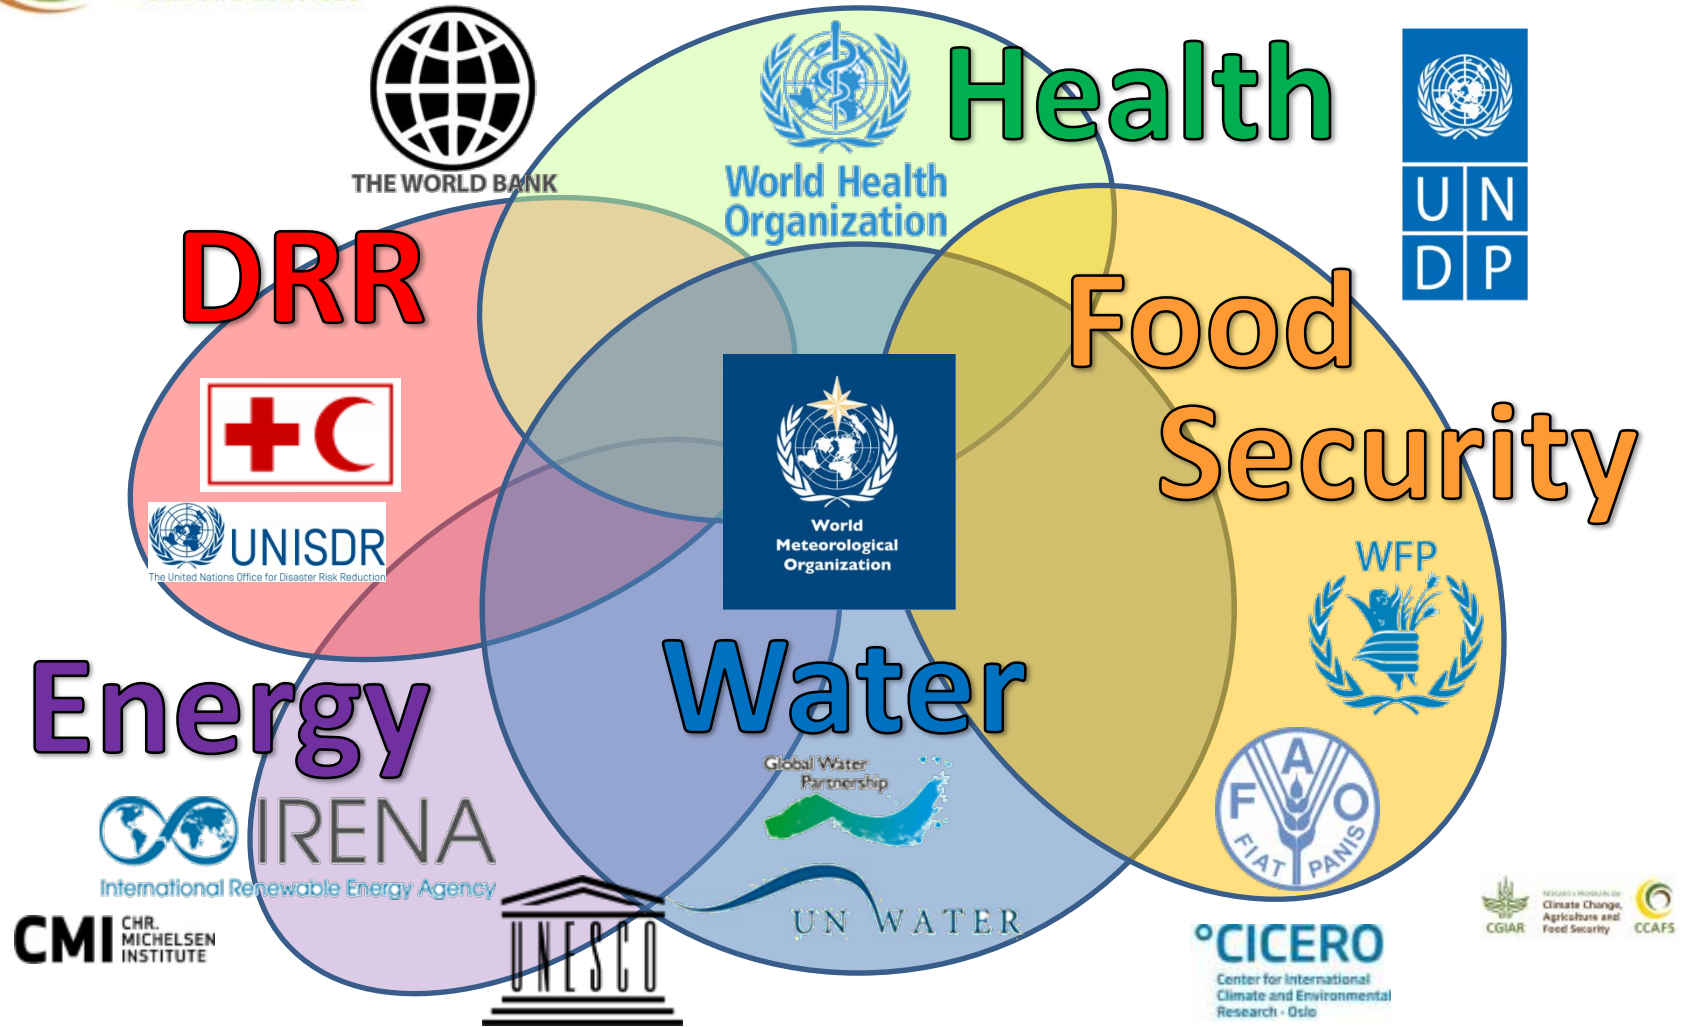 THE WORLD BANK
World Health
Organization
Health
U N
D P
DRR
Food
Security
UNISDR
The United Nations Office for Disaster Risk Reduction
World
Meteorological
Organization
WFP
Energy
Water
Global Water
Partnership
F A O
FIAT PANIS
IRENA
International Renewable Energy Agency
UN WATER
UNESCO
CMI CHR.
MICHELSEN
INSTITUTE
°CICERO
Center for International
Climate and Environmental
Research - Oslo
CGIAR
Climate Change,
Agriculture and
Food Security
CCAFS